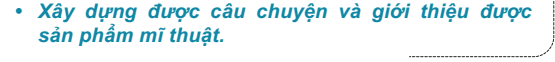 • Xây dựng được câu chuyện và giới thiệu được
sản phẩm mĩ thuật.